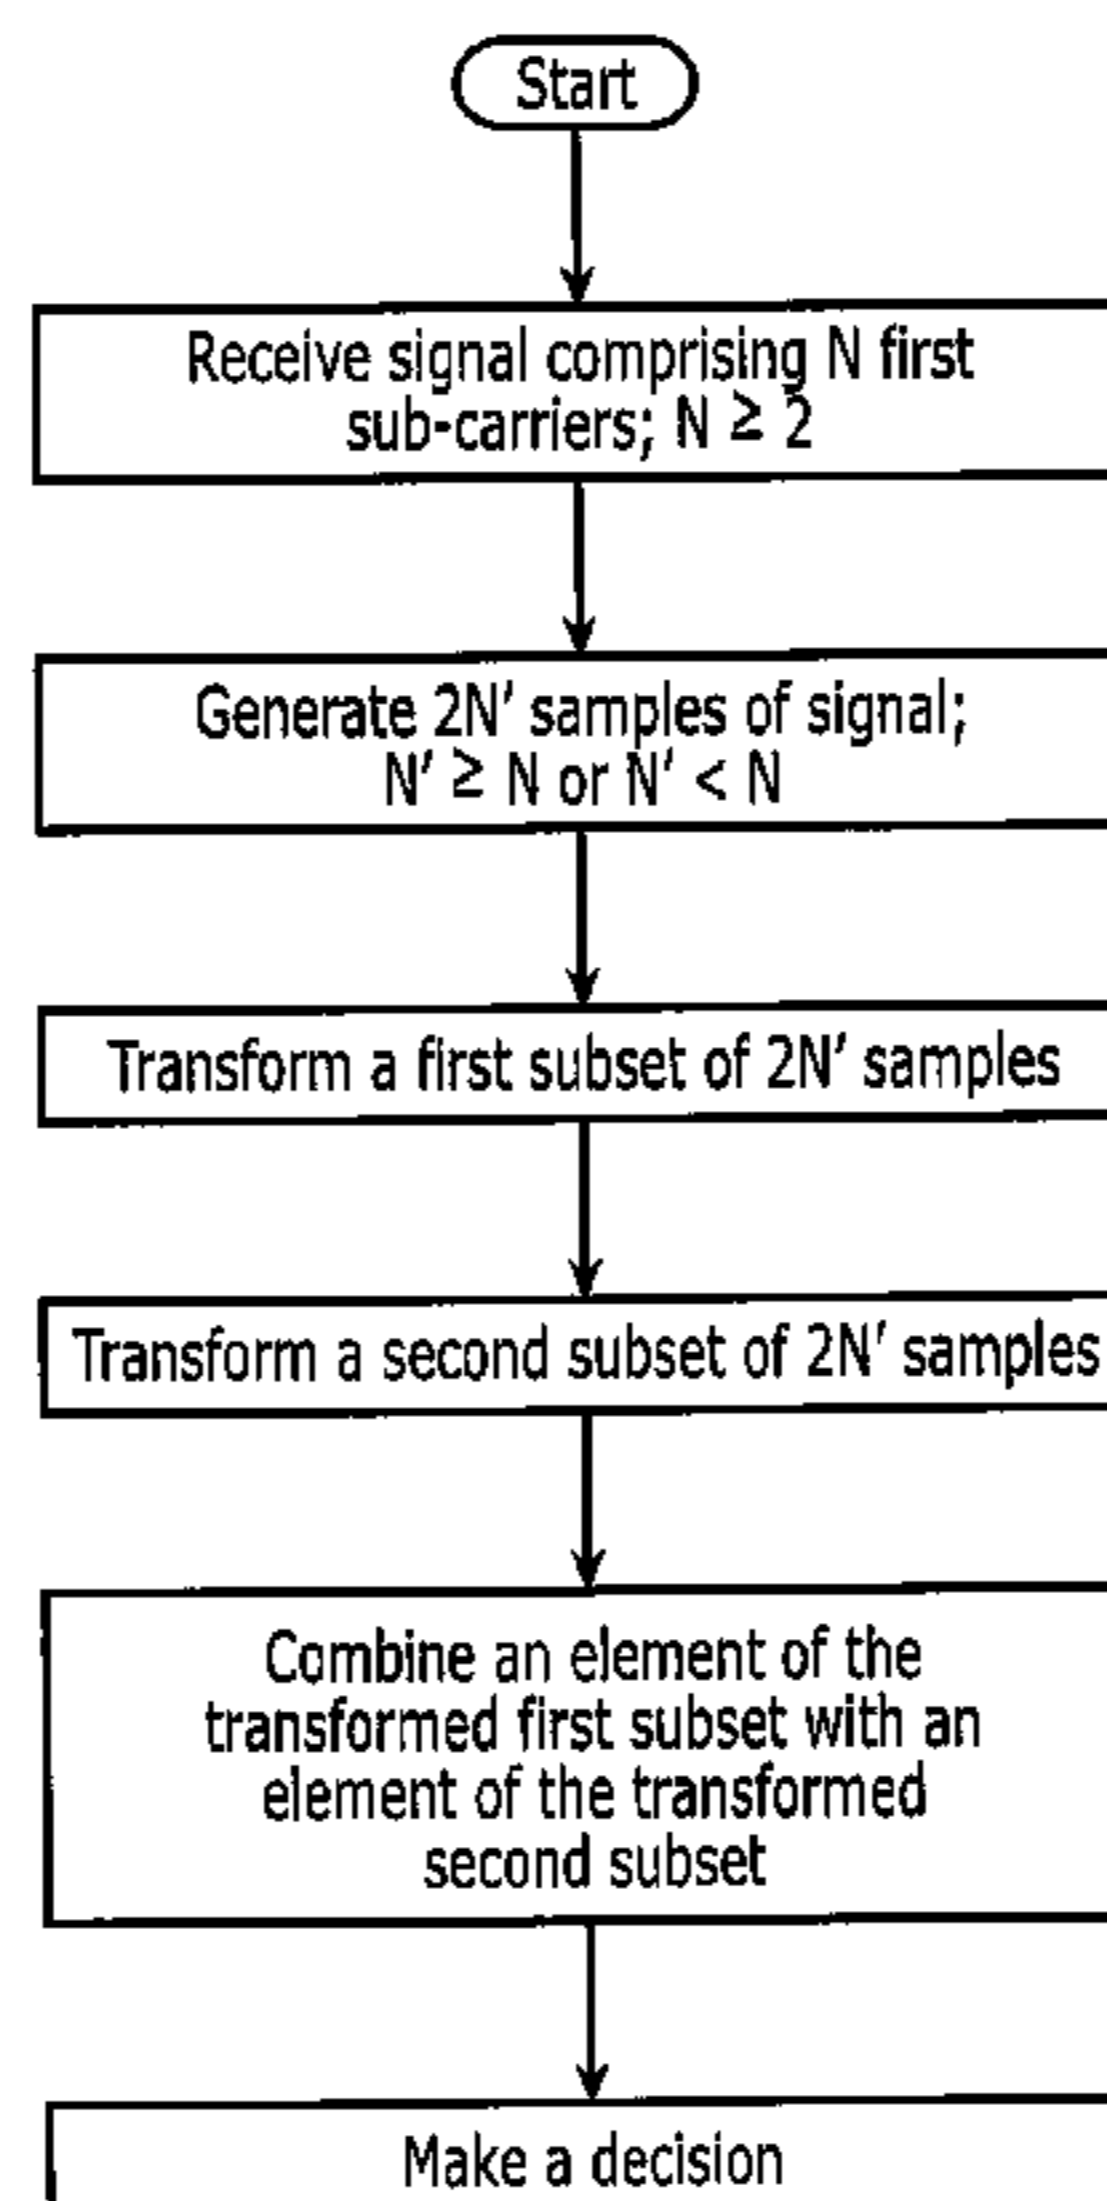 Start
Receive signal comprising N first
sub-carriers; N ≥ 2
Generate 2N' samples of signal;
N' ≥ N or N' < N
Transform a first subset of 2N' samples
Transform a second subset of 2N' samples
Combine an element of the
transformed first subset with an
element of the transformed
second subset
Make a decision